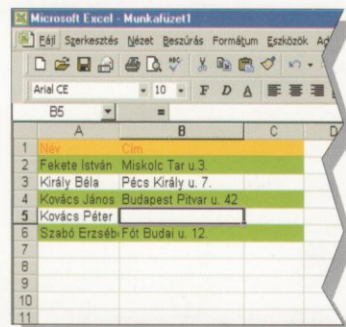 Microsoft Excel - Munkafüzet1
Fájl Szerkesztés Nézet Beszúrás Formátum Eszközök Ad
Arial CE 10 F D A
B5 =
A B C D
1 Név Cím
2 Fekete István Miskolc Tar u.3.
3 Király Béla Pécs Király u. 7.
4 Kovács János Budapest Pitvar u. 42
5 Kovács Péter
6 Szabó Erzséb Fót Budai u. 12.
7
8
9
10
11